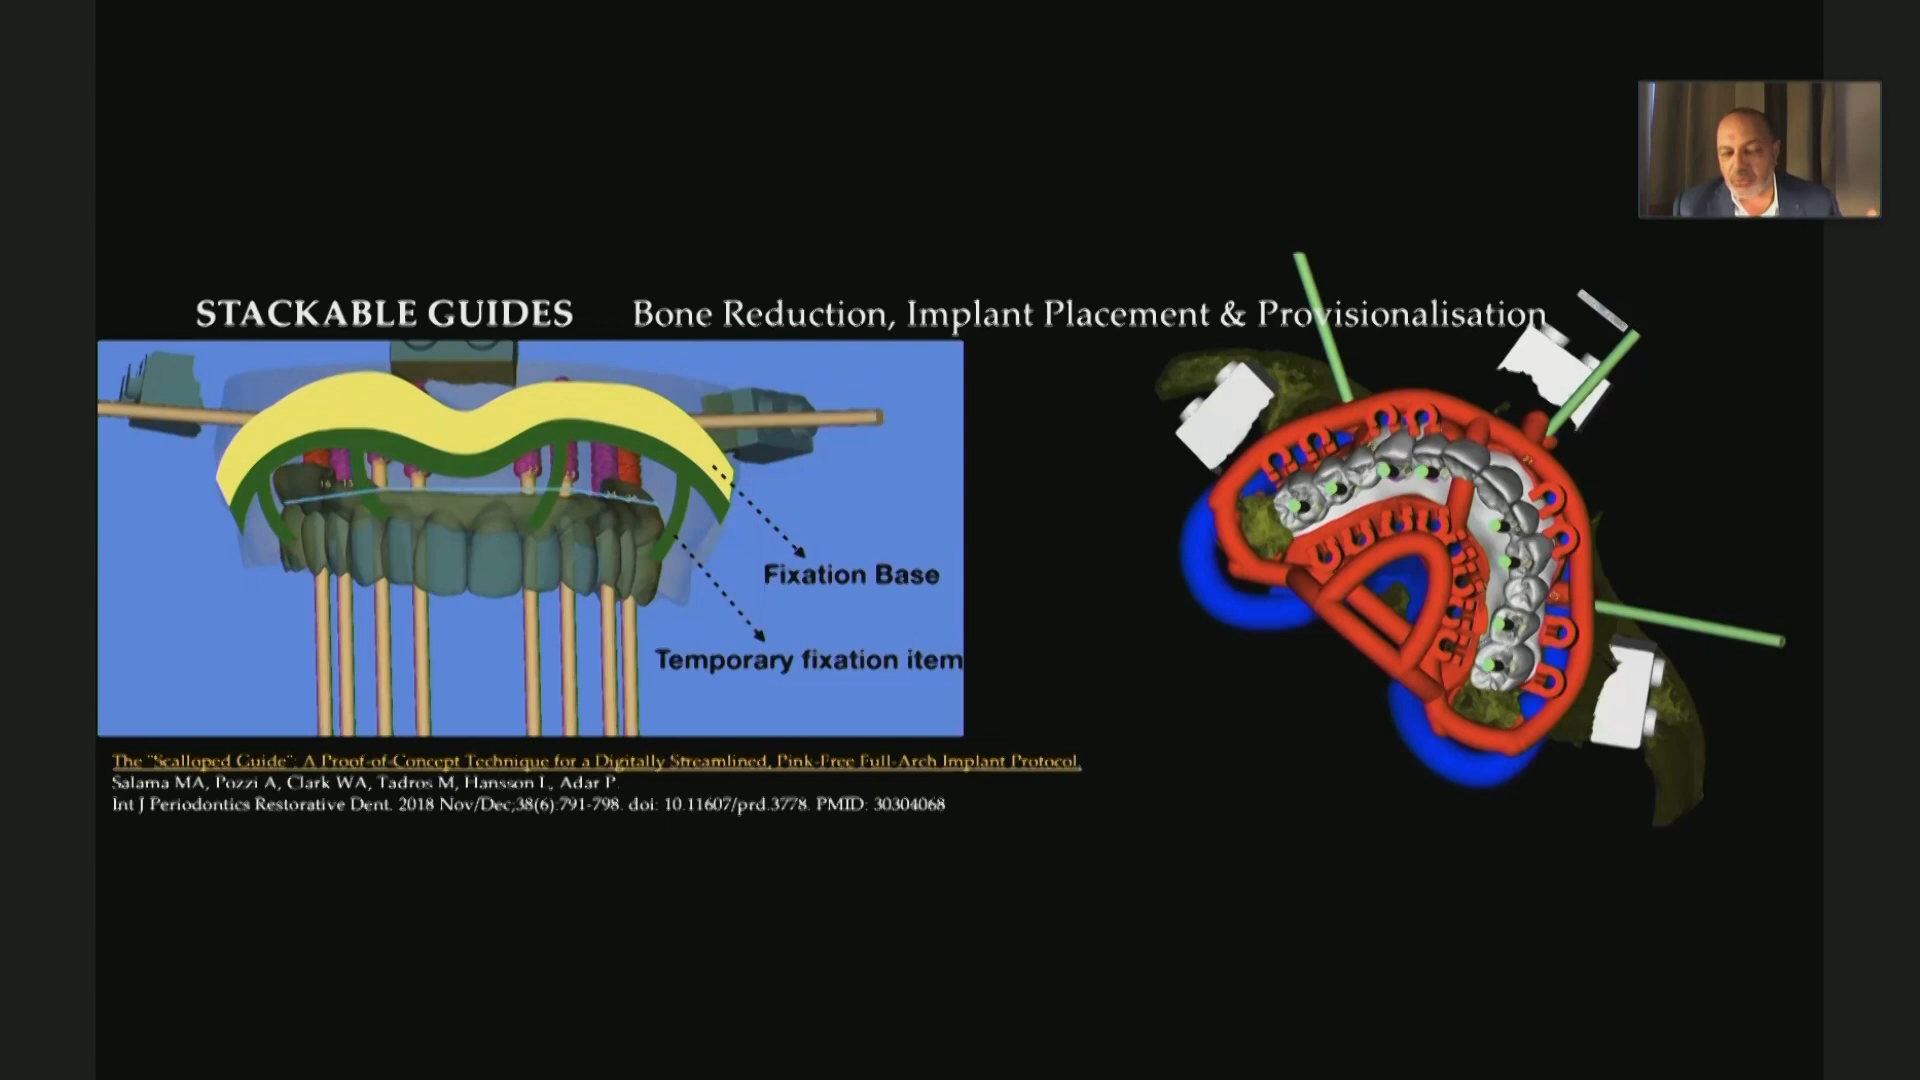 STACKABLE GUIDES Bone Reduction, Implant Placement & Provisionalisation
16 15
Fixation Base
Temporary fixation item
The "Scalloped Guide": A Proof-of-Concept Technique for a Digitally Streamlined, Pink-Free Full-Arch Implant Protocol.
Salama MA, Pozzi A, Clark WA, Tadros M, Hansson L, Adar P.
Int J Periodontics Restorative Dent. 2018 Nov/Dec;38(6):791-798. doi: 10.11607/prd.3778. PMID: 30304068